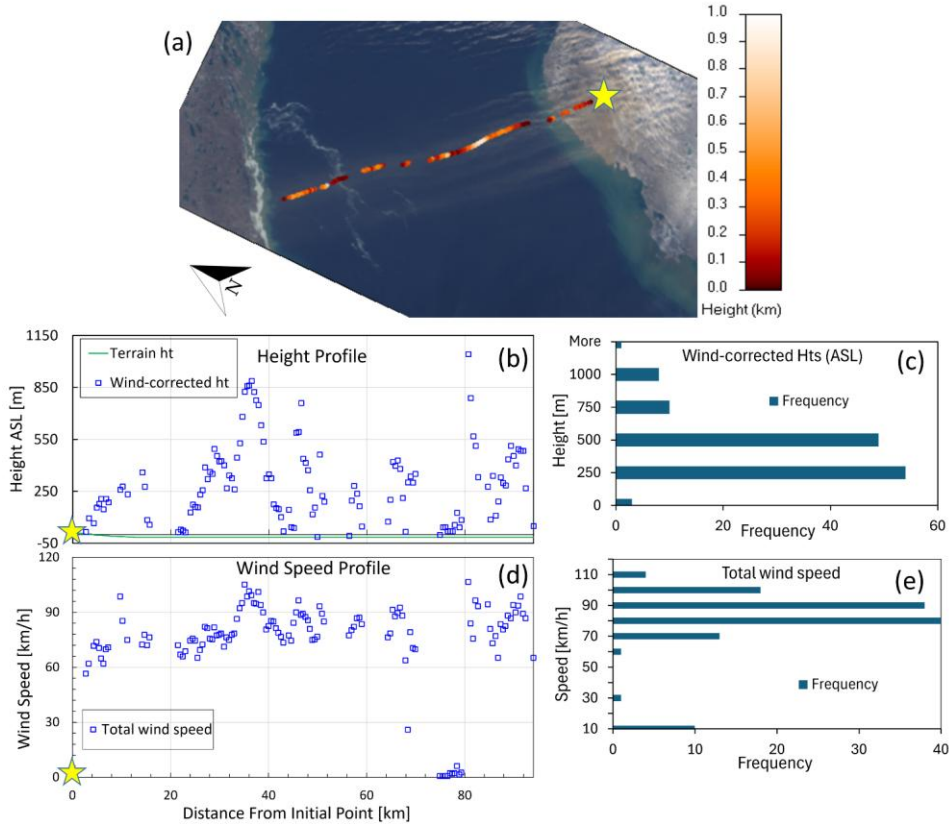 (a)
1.0
0.9
0.8
0.7
0.6
0.5
0.4
0.3
0.2
0.1
0.0
Height (km)
N
1150
850
550
250
-50
Height ASL [m]
Terrain ht
Wind-corrected ht
Height Profile
(b)
More
1000
750
500
250
0
Height [m]
Wind-corrected Hts (ASL)
(c)
Frequency
0 20 40 60
Frequency
120
90
60
30
0
Wind Speed [km/h]
Wind Speed Profile
(d)
Total wind speed
0 20 40 60 80
Distance From Initial Point [km]
110
90
70
50
30
10
Speed [km/h]
Total wind speed
(e)
Frequency
0 10 20 30 40
Frequency